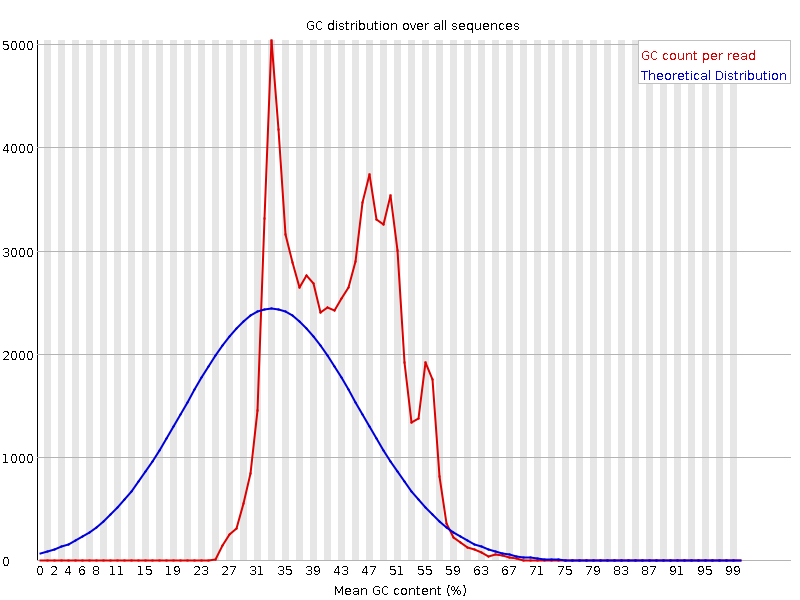 GC distribution over all sequences
GC count per read
Theoretical Distribution
5000
4000
3000
2000
1000
0
0 2 4 6 8 11 15 19 23 27 31 35 39 43 47 51 55 59 63 67 71 75 79 83 87 91 95 99
Mean GC content (%)